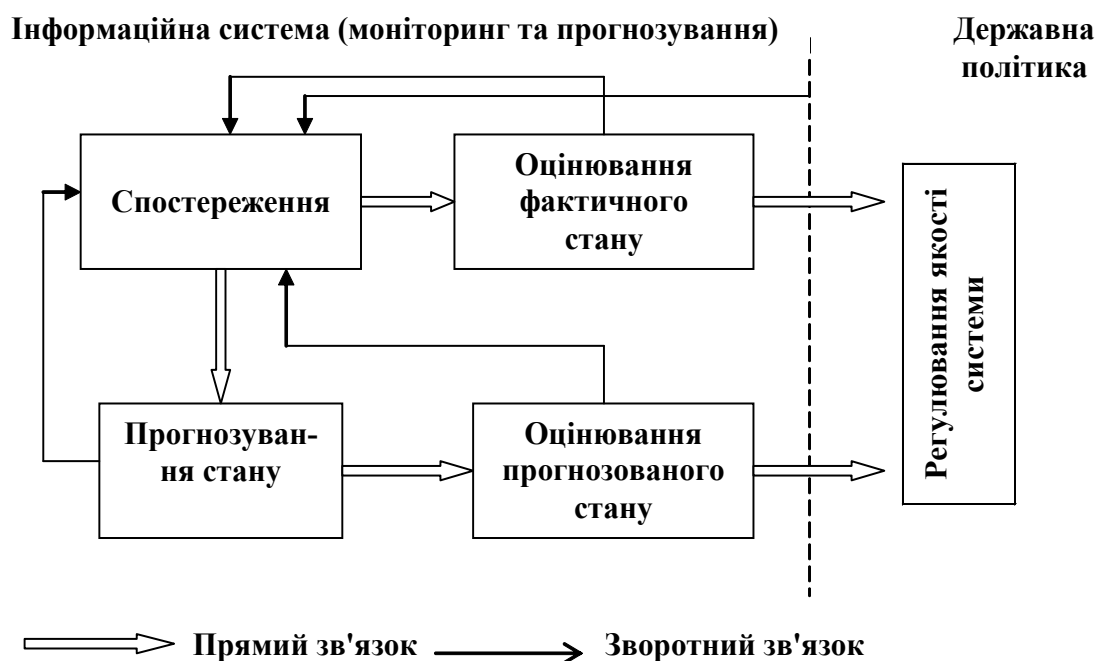 Інформаційна система (моніторинг та прогнозування)
Державна
політика
Спостереження
Оцінювання
фактичного
стану
Регулювання якості
системи
Прогнозуван-
ня стану
Оцінювання
прогнозованого
стану
Прямий зв'язок
Зворотний зв'язок